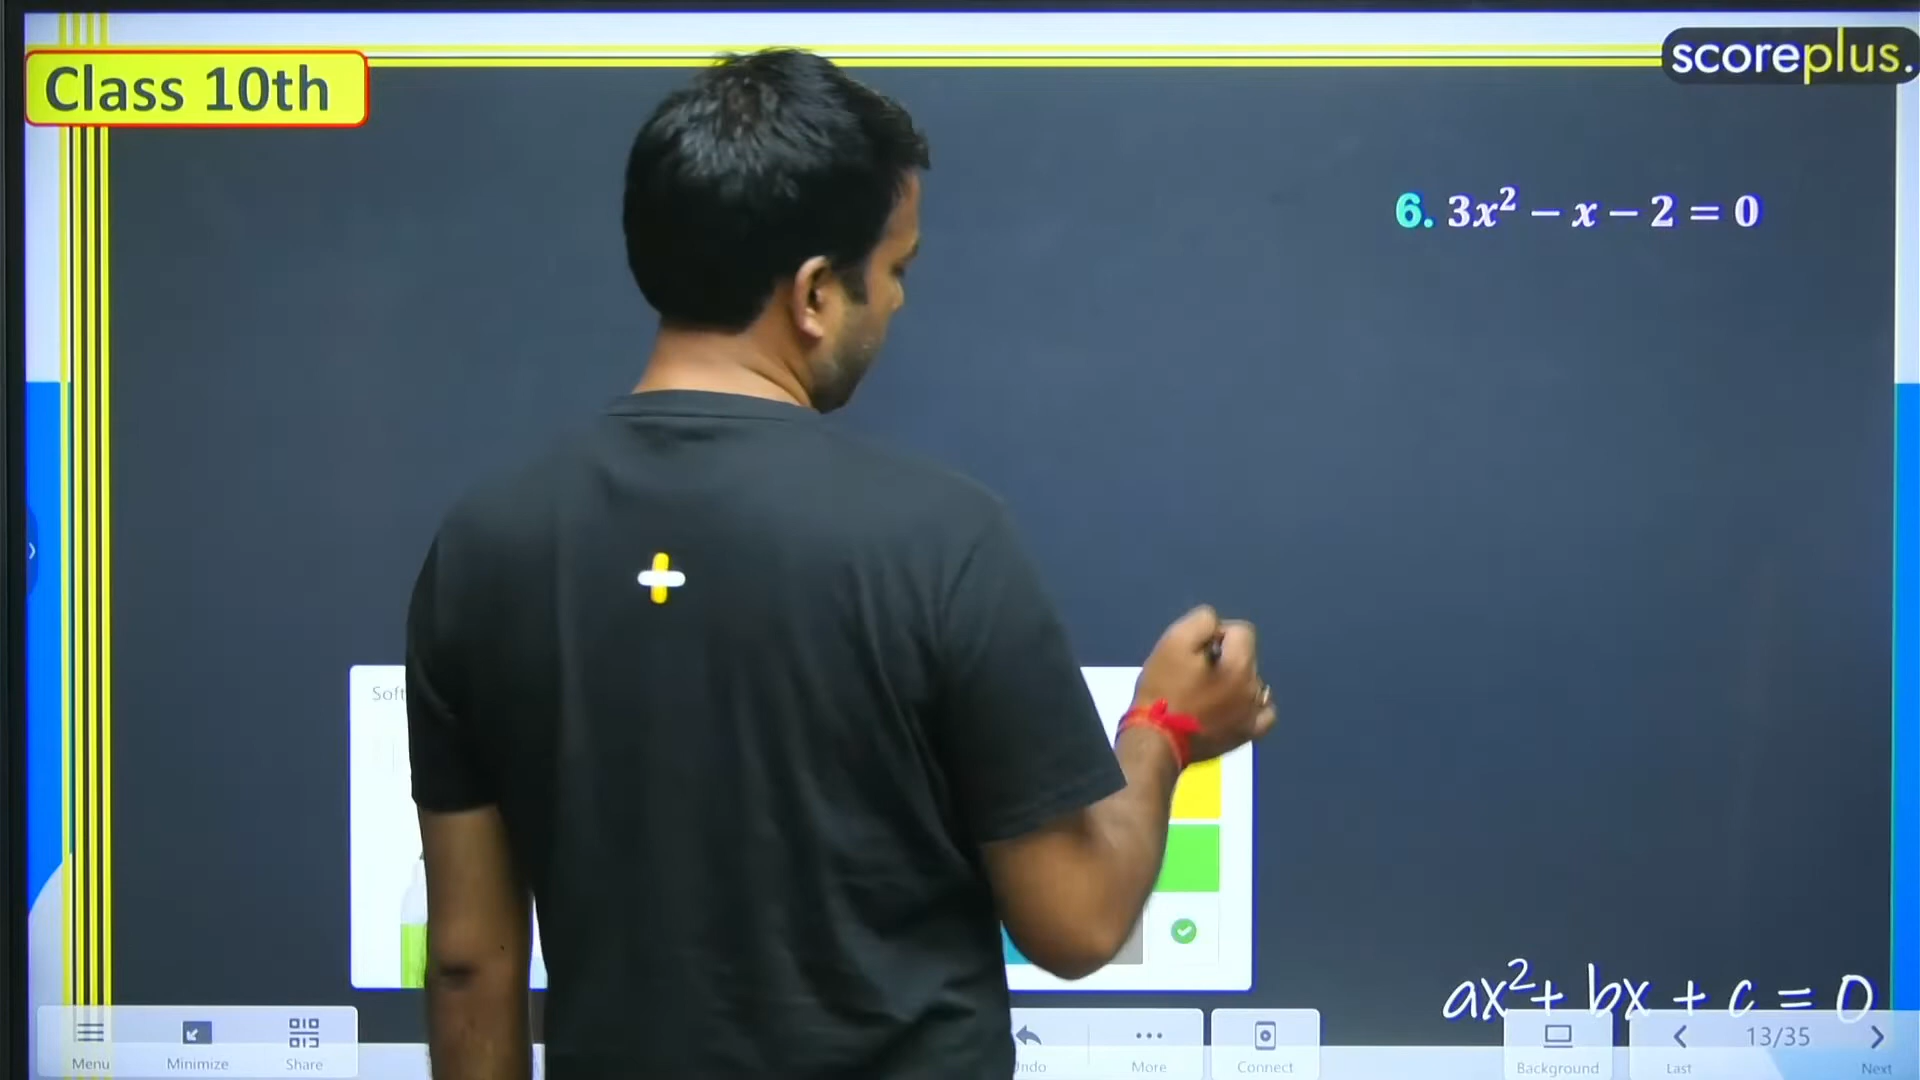 Class 10th
scoreplus.
6. 3x² – x – 2 = 0
Soft
ax² + bx + c = 0
Menu
Minimize
Share
More
Connect
Background
Last
13/35
Next